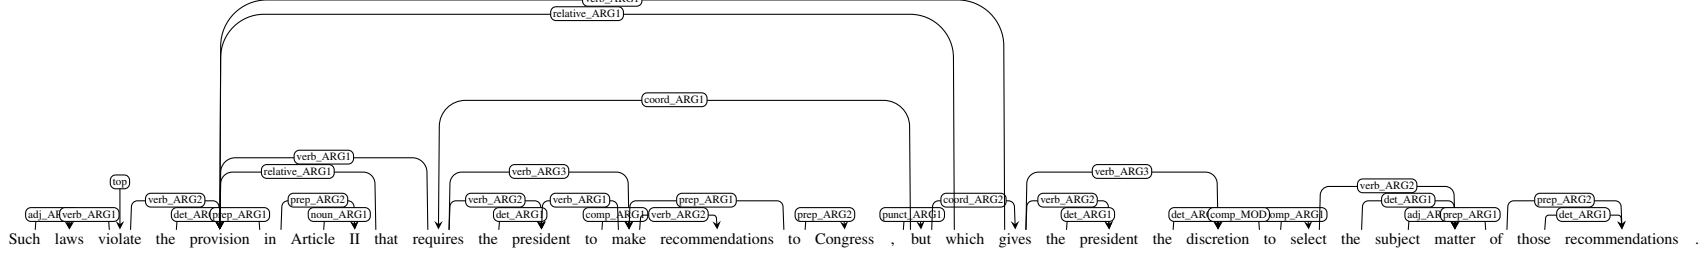 verb_ARG1
relative_ARG1
coord_ARG1
verb_ARG1
relative_ARG1 verb_ARG3 verb_ARG3
top verb_ARG2
verb_ARG2 prep_ARG2 verb_ARG2 verb_ARG1 prep_ARG1 coord_ARG2 verb_ARG2 det_ARG1 prep_ARG2
verb_ARG1 prep_ARG1 noun_ARG1 det_ARG1 comp_ARG1 verb_ARG2 prep_ARG2 punct_ARG1 det_ARG1 comp_MOD prep_ARG1 det_ARG1
Such laws violate the provision in Article II that requires the president to make recommendations to Congress , but which gives the president the discretion to select the subject matter of those recommendations .